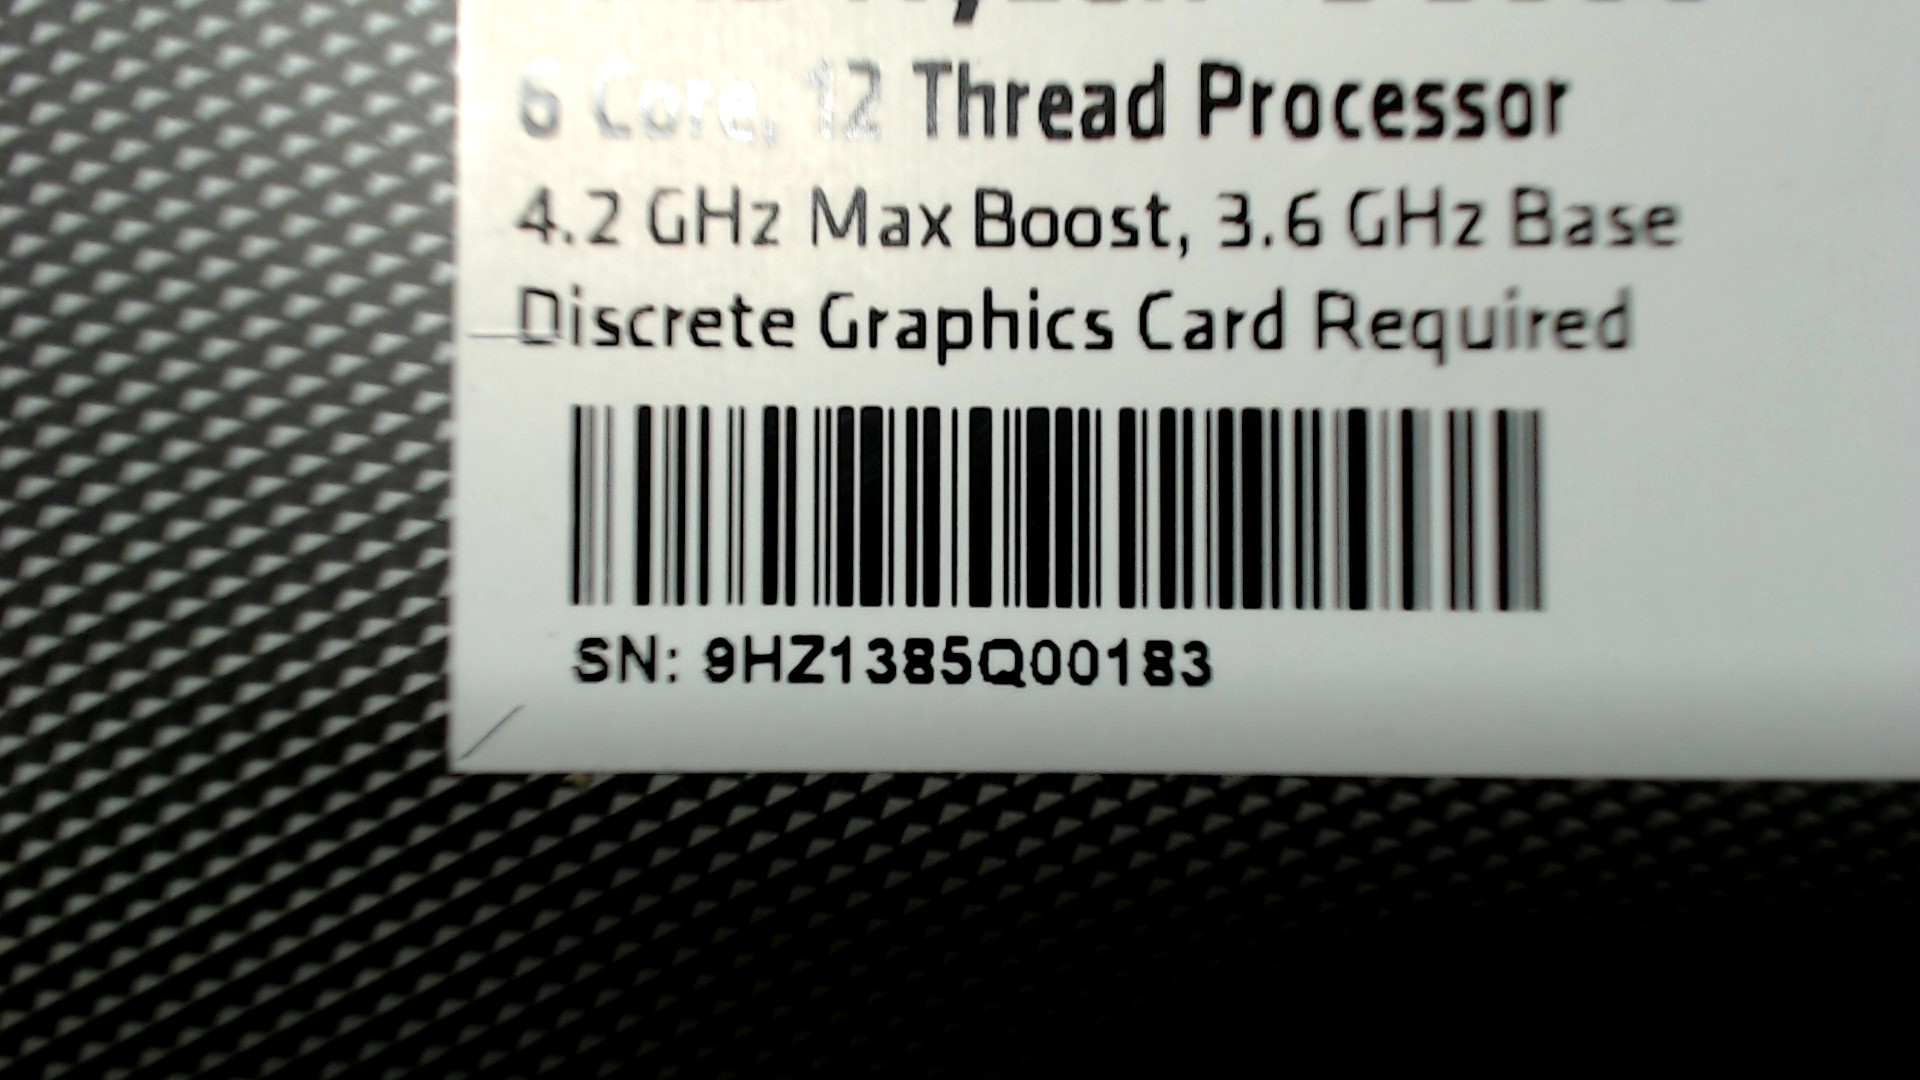 6 Core, 12 Thread Processor
4.2 GHz Max Boost, 3.6 GHz Base
Discrete Graphics Card Required
SN: 9HZ1385Q00183